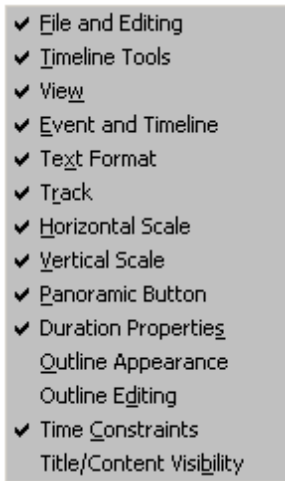 File and Editing
Timeline Tools
View
Event and Timeline
Text Format
Track
Horizontal Scale
Vertical Scale
Panoramic Button
Duration Properties
Outline Appearance
Outline Editing
Time Constraints
Title/Content Visibility